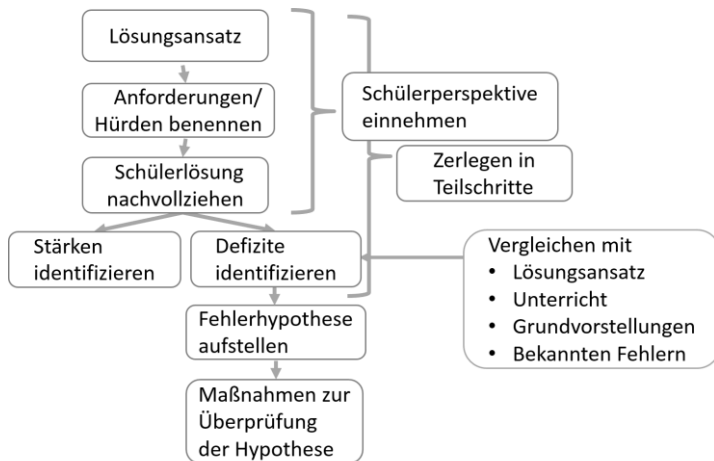 Lösungsansatz
Anforderungen/
Hürden benennen
Schülerlösung
nachvollziehen
Stärken
identifizieren
Defizite
identifizieren
Fehlerhypothese
aufstellen
Maßnahmen zur
Überprüfung
der Hypothese
Schülerperspektive
einnehmen
Zerlegen in
Teilschritte
Vergleichen mit
• Lösungsansatz
• Unterricht
• Grundvorstellungen
• Bekannten Fehlern